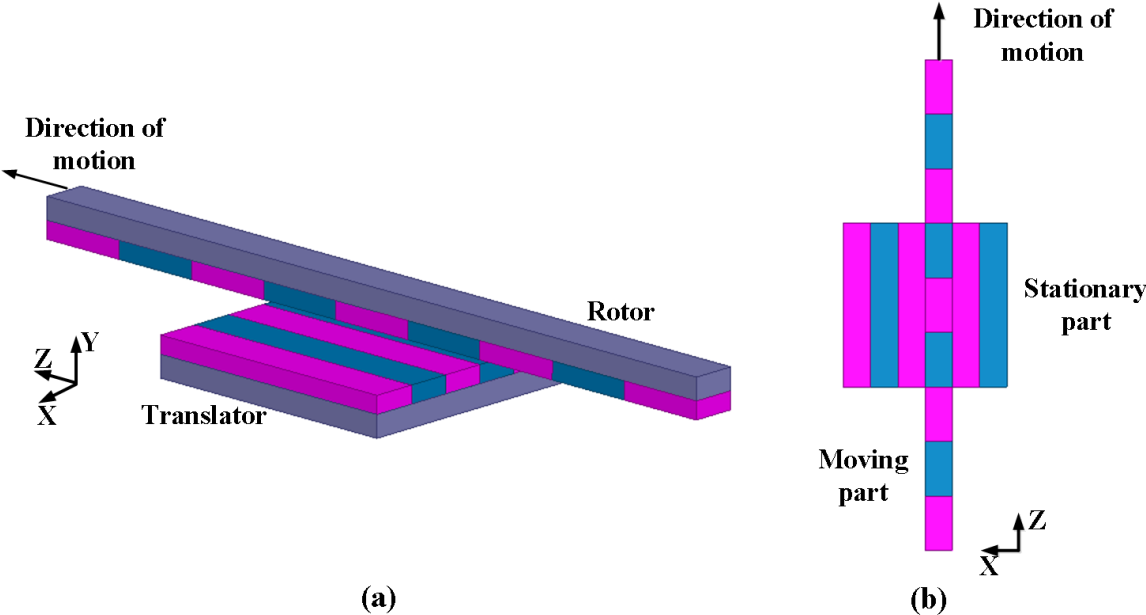 Direction of
motion
Rotor
Translator
Y
Z
X
(a)
Direction of
motion
Stationary
part
Moving
part
Z
X
(b)